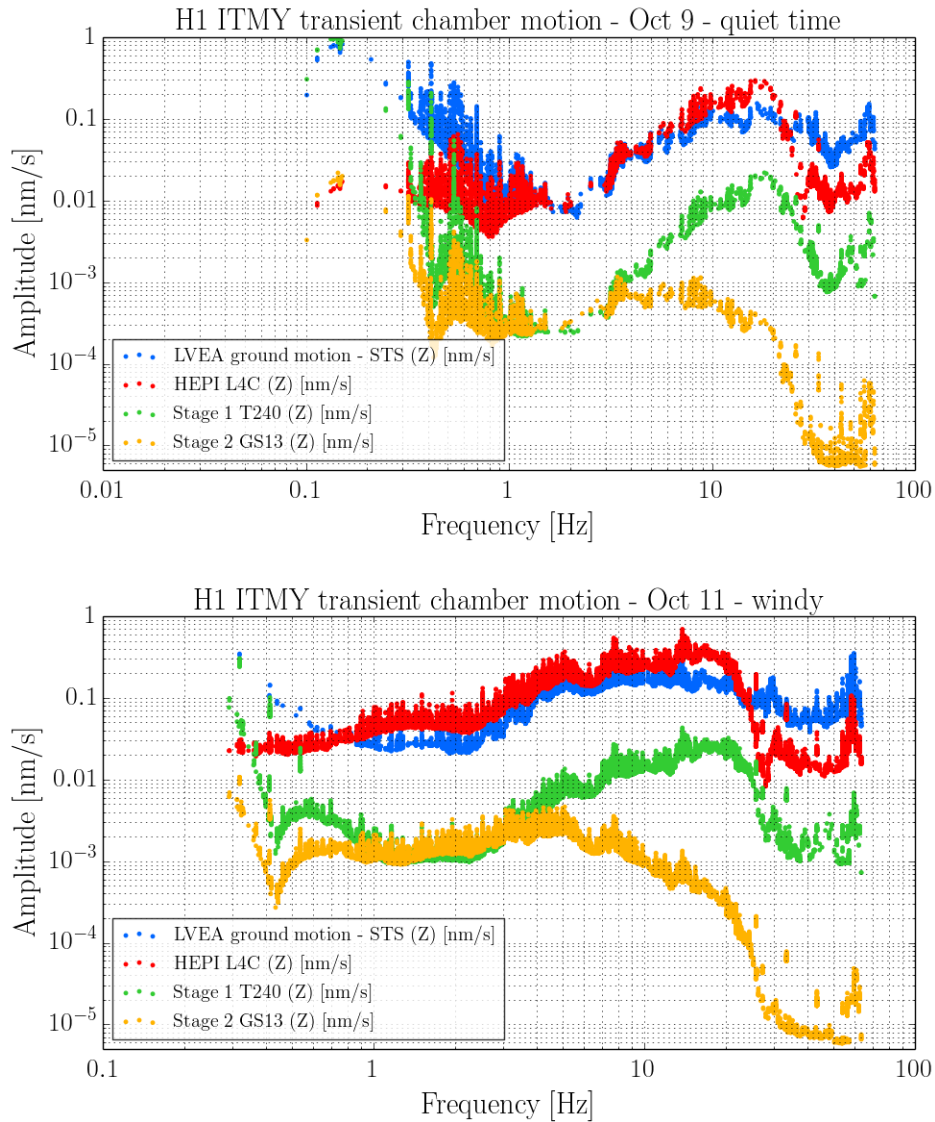 H1 ITMY transient chamber motion - Oct 9 - quiet time
1
0.1
0.01
10⁻³
10⁻⁴
10⁻⁵
Amplitude [nm/s]
LVEA ground motion - STS (Z) [nm/s]
HEPI L4C (Z) [nm/s]
Stage 1 T240 (Z) [nm/s]
Stage 2 GS13 (Z) [nm/s]
0.01 0.1 1 10 100
Frequency [Hz]
H1 ITMY transient chamber motion - Oct 11 - windy
1
0.1
0.01
10⁻³
10⁻⁴
10⁻⁵
Amplitude [nm/s]
LVEA ground motion - STS (Z) [nm/s]
HEPI L4C (Z) [nm/s]
Stage 1 T240 (Z) [nm/s]
Stage 2 GS13 (Z) [nm/s]
0.1 1 10 100
Frequency [Hz]